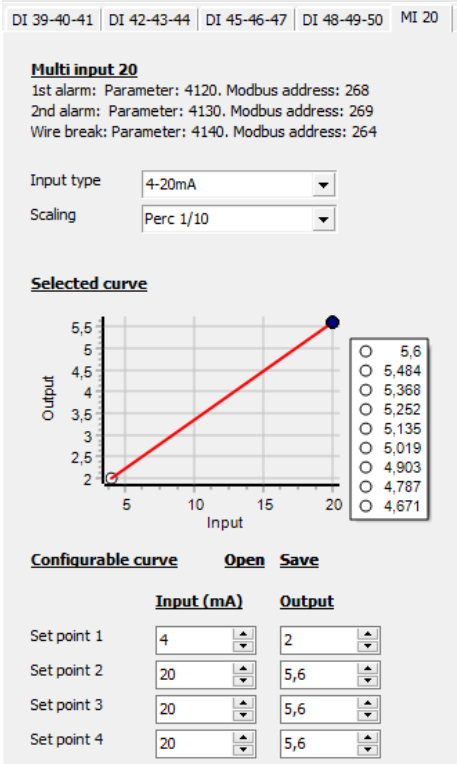 DI 39-40-41 DI 42-43-44 DI 45-46-47 DI 48-49-50 MI 20
Multi input 20
1st alarm: Parameter: 4120. Modbus address: 268
2nd alarm: Parameter: 4130. Modbus address: 269
Wire break: Parameter: 4140. Modbus address: 264
Input type 4-20mA
Scaling Perc 1/10
Selected curve
Output
5,5
5
4,5
4
3,5
3
2,5
2
5 10 15 20
Input
5,6
5,484
5,368
5,252
5,135
5,019
4,903
4,787
4,671
Configurable curve Open Save
Input (mA) Output
Set point 1 4 2
Set point 2 20 5,6
Set point 3 20 5,6
Set point 4 20 5,6